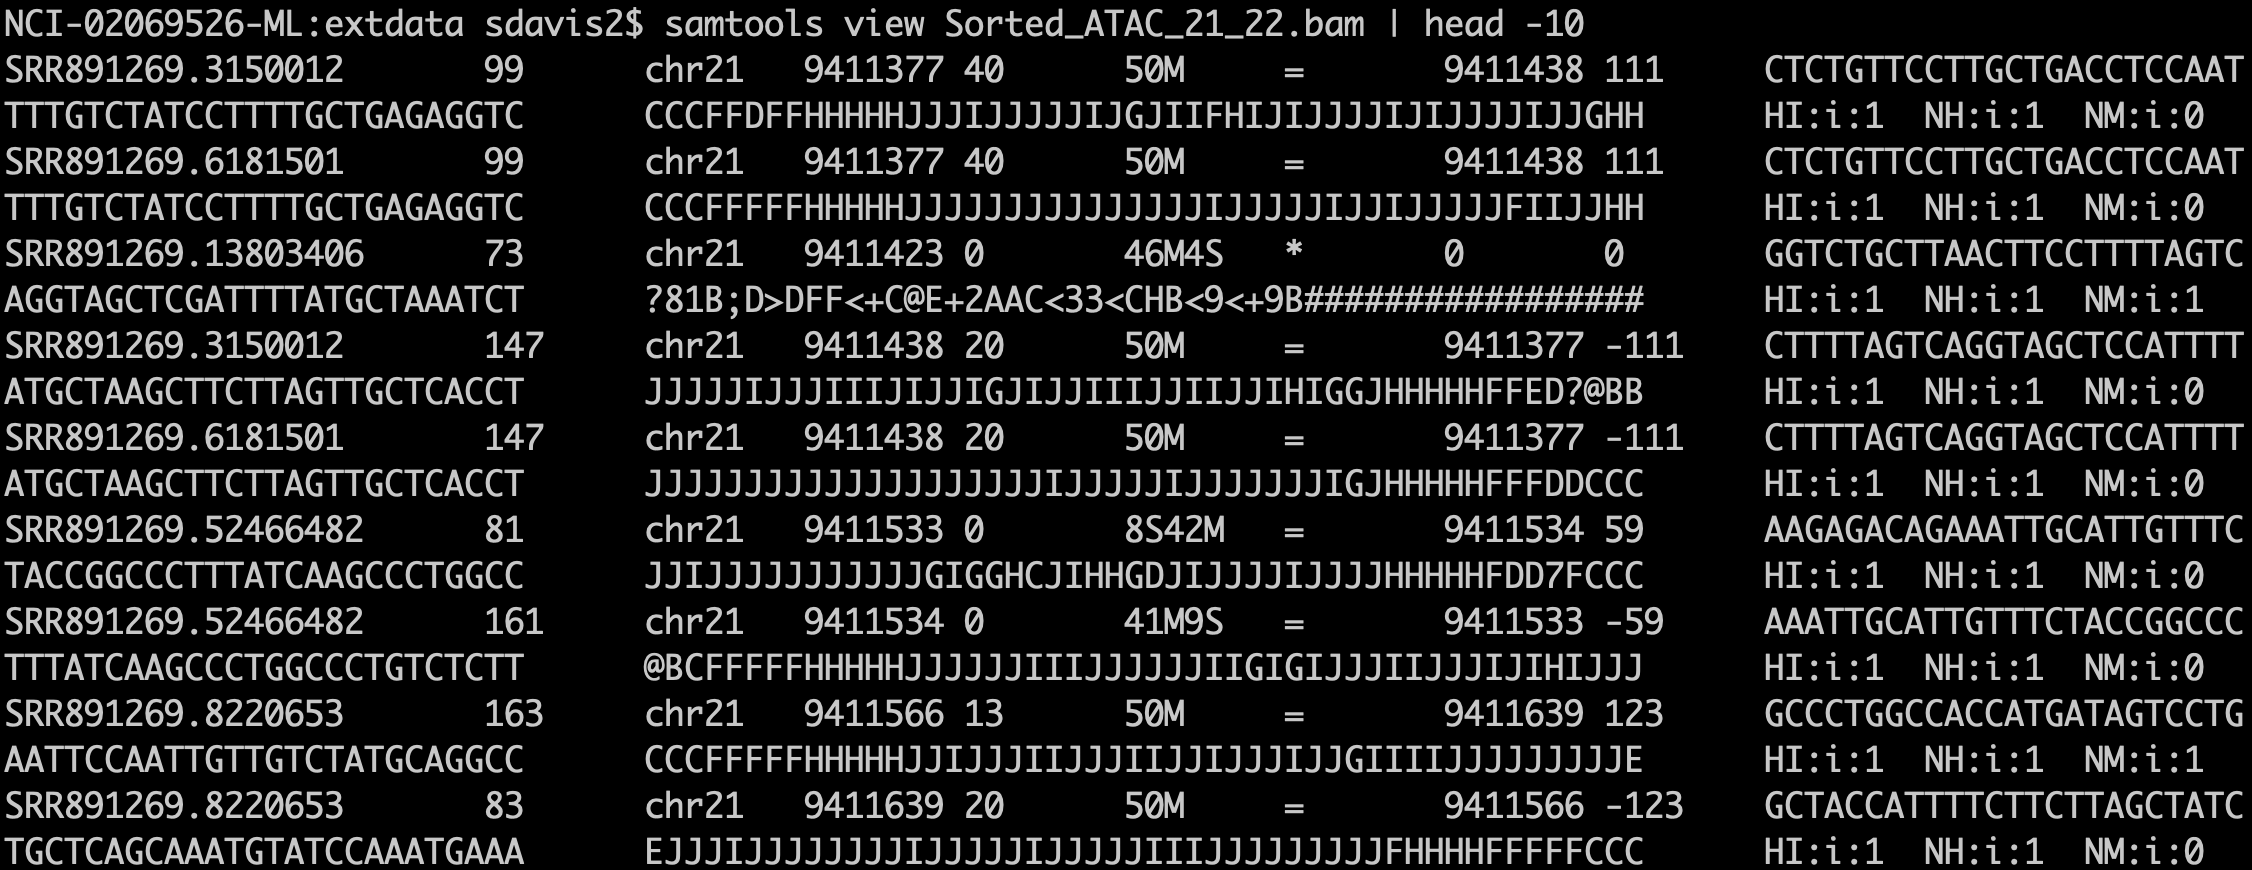 NCI-02069526-ML:extdata sdavis2$ samtools view Sorted_ATAC_21_22.bam | head -10
SRR891269.3150012 99 chr21 9411377 40 50M = 9411438 111 CTCTGTTCCTTGCTGACCTCCAAT
TTTGTCTATCCTTTTGCTGAGAGGTC CCCFFDFFHHHHHJJJIJJJJJIJGJIIFHIJIJJJJIJIJJJJIJJGHH HI:i:1 NH:i:1 NM:i:0
SRR891269.6181501 99 chr21 9411377 40 50M = 9411438 111 CTCTGTTCCTTGCTGACCTCCAAT
TTTGTCTATCCTTTTGCTGAGAGGTC CCCFFFFFHHHHHJJJJJJJJJJJJJJJIJJJJJIJJIJJJJJFIIJJHH HI:i:1 NH:i:1 NM:i:0
SRR891269.13803406 73 chr21 9411423 0 46M4S * 0 0 GGTCTGCTTAACTTCCTTTTAGTC
AGGTAGCTCGATTTTATGCTAAATCT ?81B;D>DFF<+C@E+2AAC<33<CHB<9<+9B################# HI:i:1 NH:i:1 NM:i:1
SRR891269.3150012 147 chr21 9411438 20 50M = 9411377 -111 CTTTTAGTCAGGTAGCTCCATTTT
ATGCTAAGCTTCTTAGTTGCTCACCT JJJJJIJJJIIIJIJJIGJIJJIIIJJIIJJIHIGGJHHHHHFFED?@BB HI:i:1 NH:i:1 NM:i:0
SRR891269.6181501 147 chr21 9411438 20 50M = 9411377 -111 CTTTTAGTCAGGTAGCTCCATTTT
ATGCTAAGCTTCTTAGTTGCTCACCT JJJJJJJJJJJJJJJJJJJJIJJJJJIJJJJJJJIGJHHHHHFFFDDCCC HI:i:1 NH:i:1 NM:i:0
SRR891269.52466482 81 chr21 9411533 0 8S42M = 9411534 59 AAGAGACAGAAATTGCATTGTTTC
TACCGGCCCTTTATCAAGCCCTGGCC JJIJJJJJJJJJJJGIGGHCJIHHGDJIJJJJIJJJJHHHHHFDD7FCCC HI:i:1 NH:i:1 NM:i:0
SRR891269.52466482 161 chr21 9411534 0 41M9S = 9411533 -59 AAATTGCATTGTTTCTACCGGCCC
TTTATCAAGCCCTGGCCCTGTCTCTT @BCFFFFFHHHHHJJJJJJIIIJJJJJJIIGIGIJJJIIJJJIJIHIJJJ HI:i:1 NH:i:1 NM:i:0
SRR891269.8220653 163 chr21 9411566 13 50M = 9411639 123 GCCCTGGCCACCATGATAGTCCTG
AATTCCAATTGTTGTCTATGCAGGCC CCCFFFFFHHHHHJJIJJJIIJJJIIJJIJJJIJJGIIIIJJJJJJJJJE HI:i:1 NH:i:1 NM:i:1
SRR891269.8220653 83 chr21 9411639 20 50M = 9411566 -123 GCTACCATTTTCTTCTTAGCTATC
TGCTCAGCAAATGTATCCAAATGAAA EJJJIJJJJJJJJIJJJJJIJJJJJIIIJJJJJJJJJFHHHHFFFFFCCC HI:i:1 NH:i:1 NM:i:0